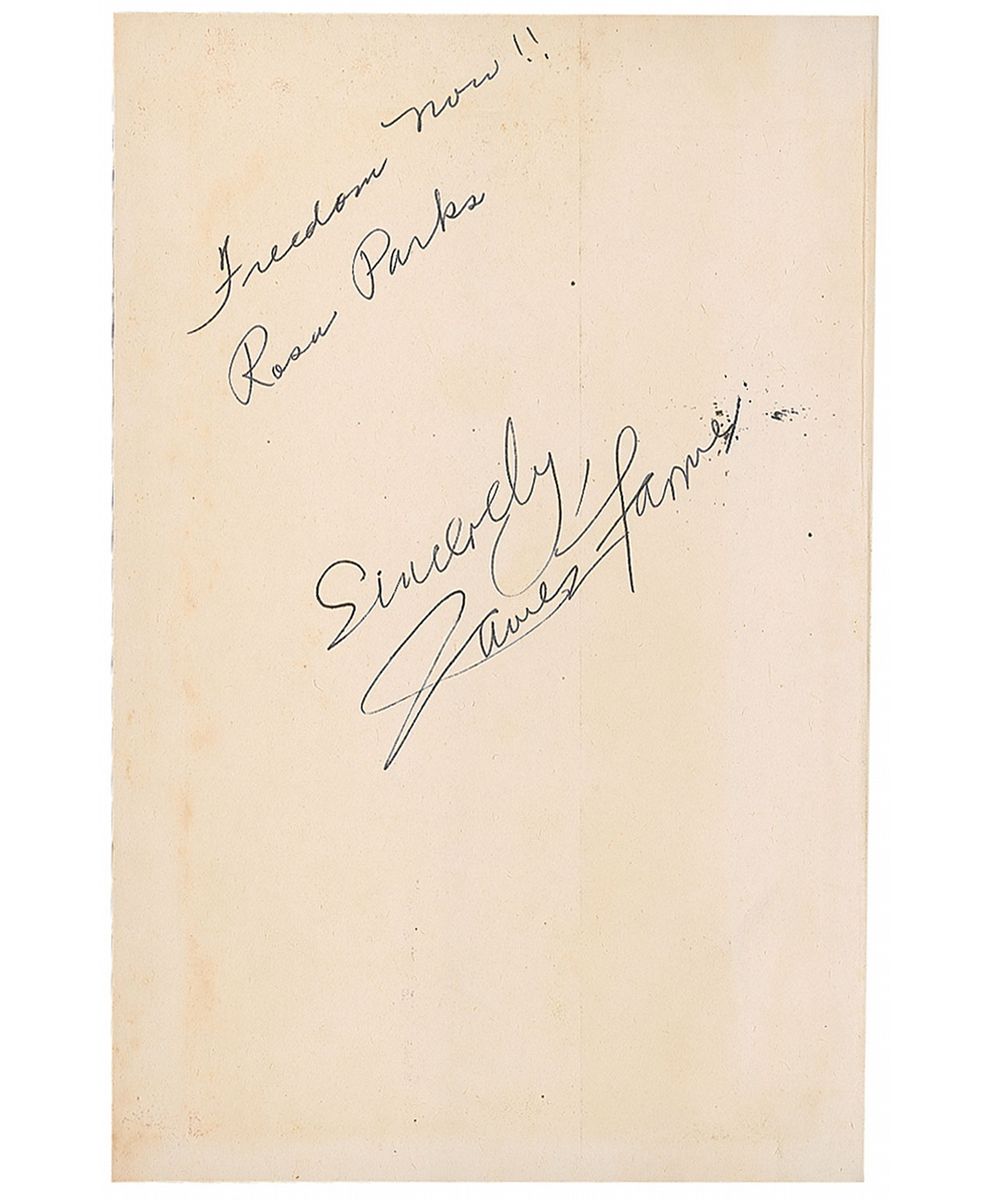 Freedom now!!
Rosa Parks
Sincerely,
James Farmer